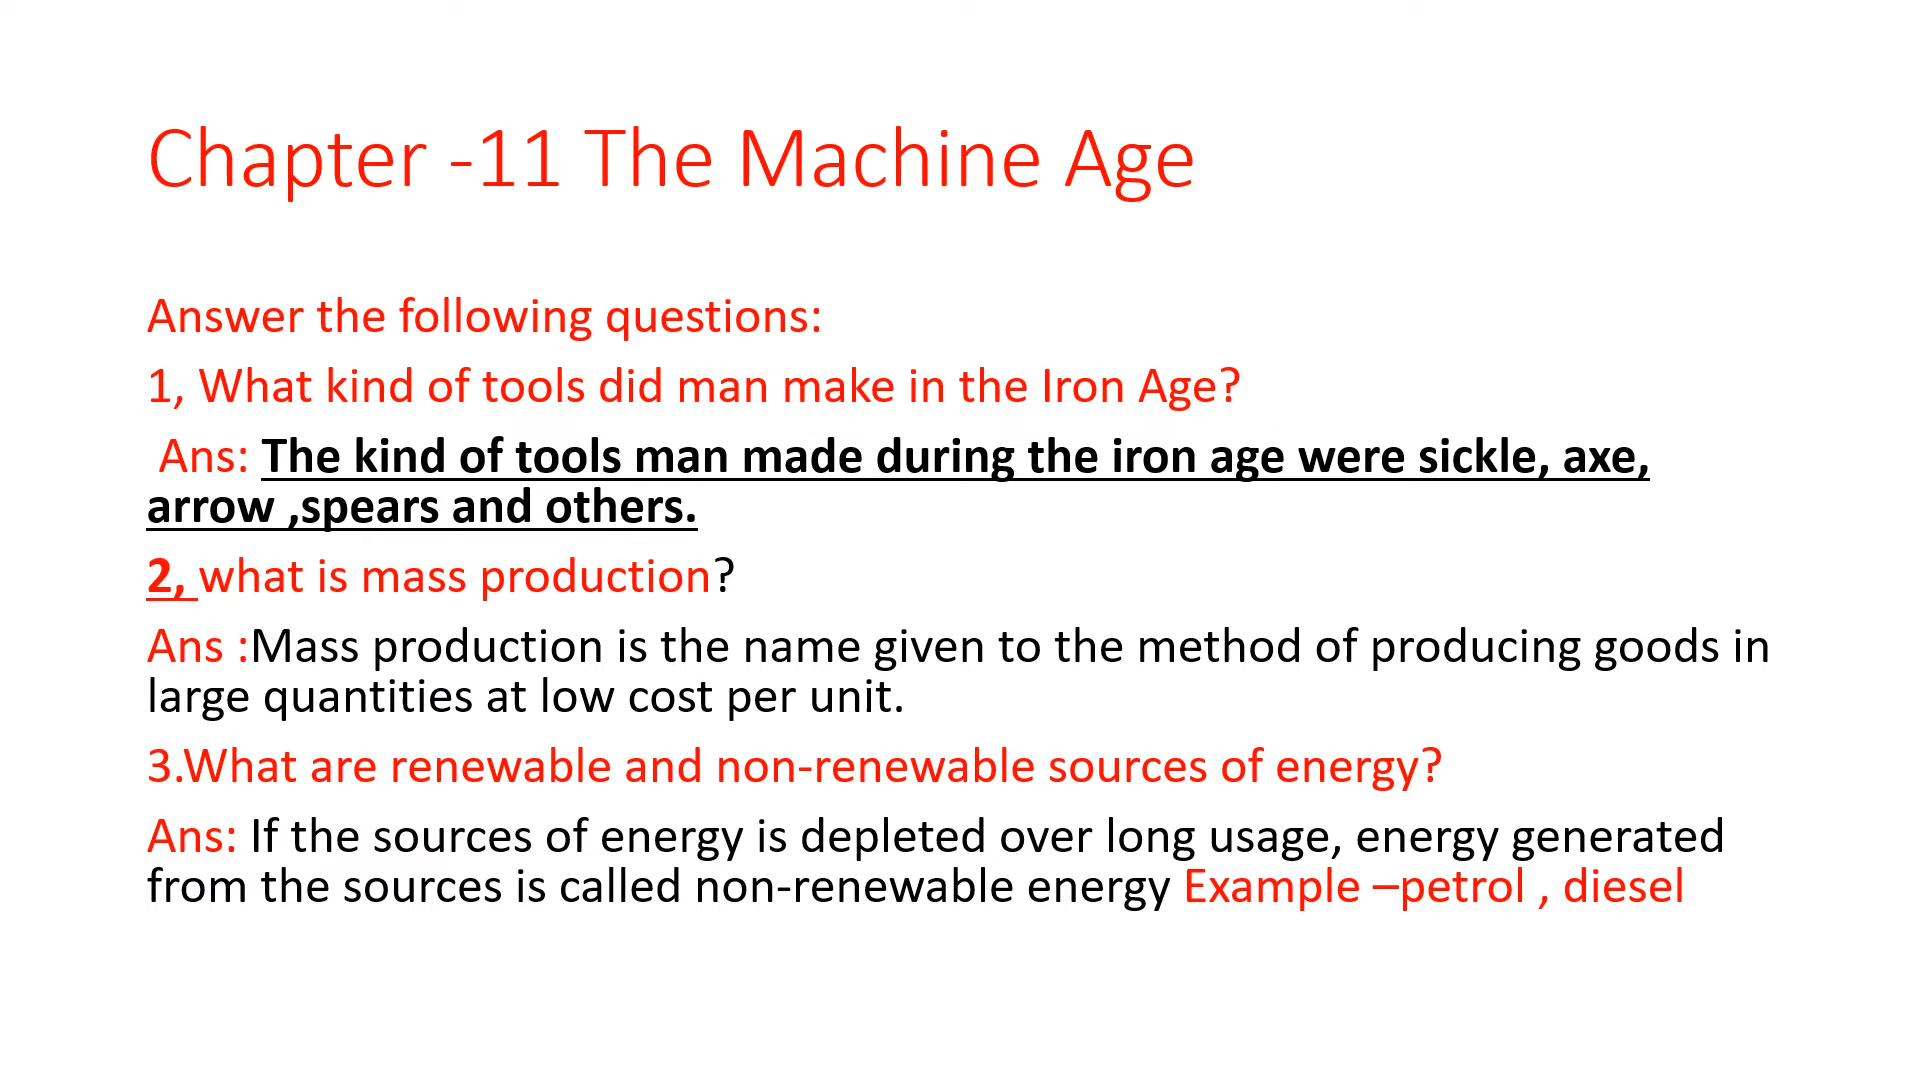 Chapter -11 The Machine Age
Answer the following questions:
1, What kind of tools did man make in the Iron Age?
Ans: The kind of tools man made during the iron age were sickle, axe,
arrow ,spears and others.
2, what is mass production?
Ans :Mass production is the name given to the method of producing goods in
large quantities at low cost per unit.
3.What are renewable and non-renewable sources of energy?
Ans: If the sources of energy is depleted over long usage, energy generated
from the sources is called non-renewable energy Example –petrol , diesel